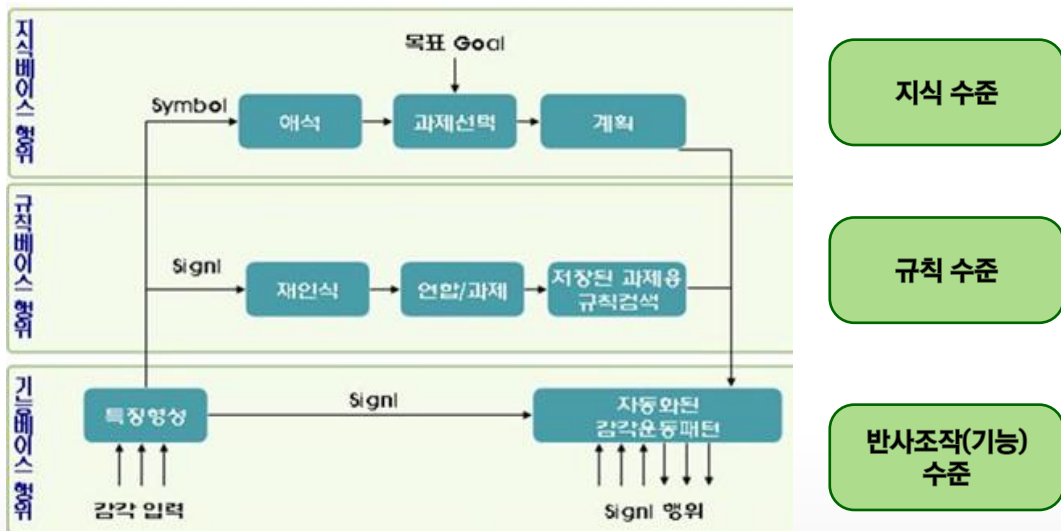 지식베이스 행위
목표 Goal
Symbol
해석
과제선택
계획
지식 수준
규칙베이스 행위
Signl
재인식
연합/과제
저장된 과제용
규칙검색
규칙 수준
기능베이스 행위
특징형성
Signl
자동화된
감각운동패턴
감각 입력
Signl 행위
반사조작(기능)
수준